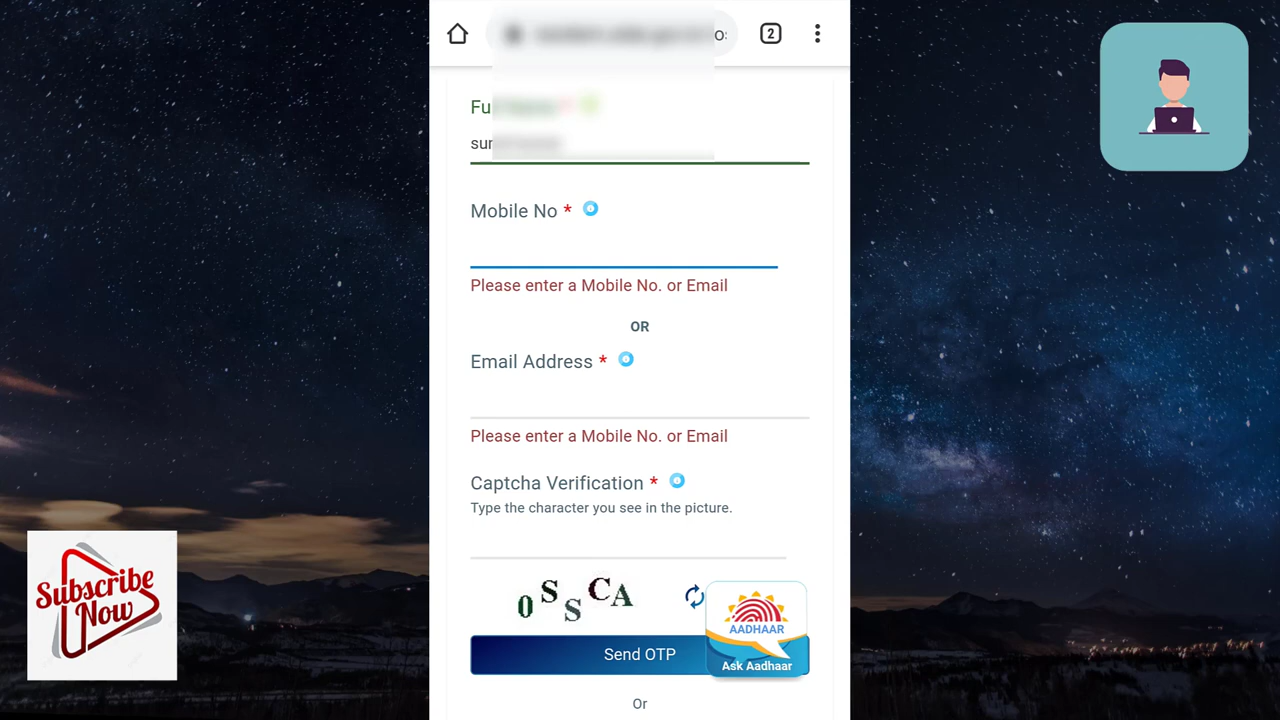 2
Mobile No *
Please enter a Mobile No. or Email
OR
Email Address *
Please enter a Mobile No. or Email
Captcha Verification *
Type the character you see in the picture.
0SSCA
AADHAAR
Send OTP
Ask Aadhaar
Or
Subscribe
Now